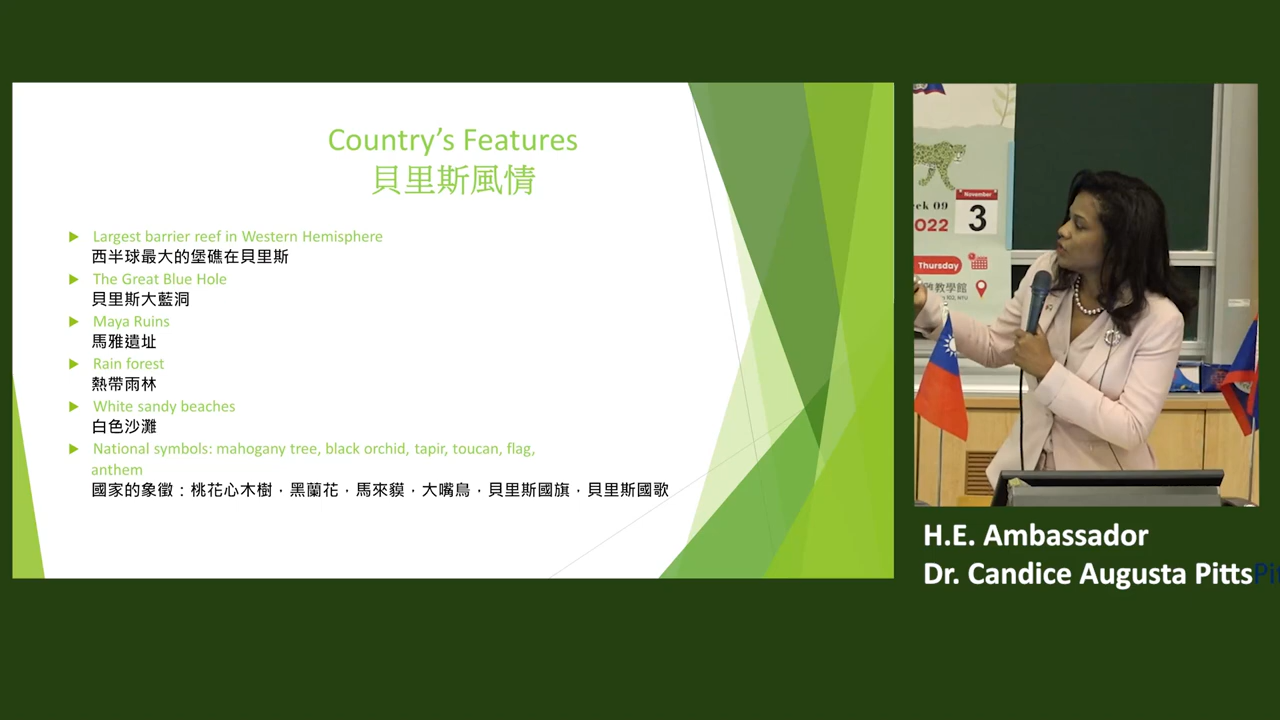 Country’s Features
貝里斯風情
Largest barrier reef in Western Hemisphere
西半球最大的堡礁在貝里斯
The Great Blue Hole
貝里斯大藍洞
Maya Ruins
馬雅遺址
Rain forest
熱帶雨林
White sandy beaches
白色沙灘
National symbols: mahogany tree, black orchid, tapir, toucan, flag,
anthem
國家的象徵：桃花心木樹，黑蘭花，馬來貘，大嘴鳥，貝里斯國旗，貝里斯國歌
November
3
09
022
Thursday
教學館
NTU
H.E. Ambassador
Dr. Candice Augusta Pitts